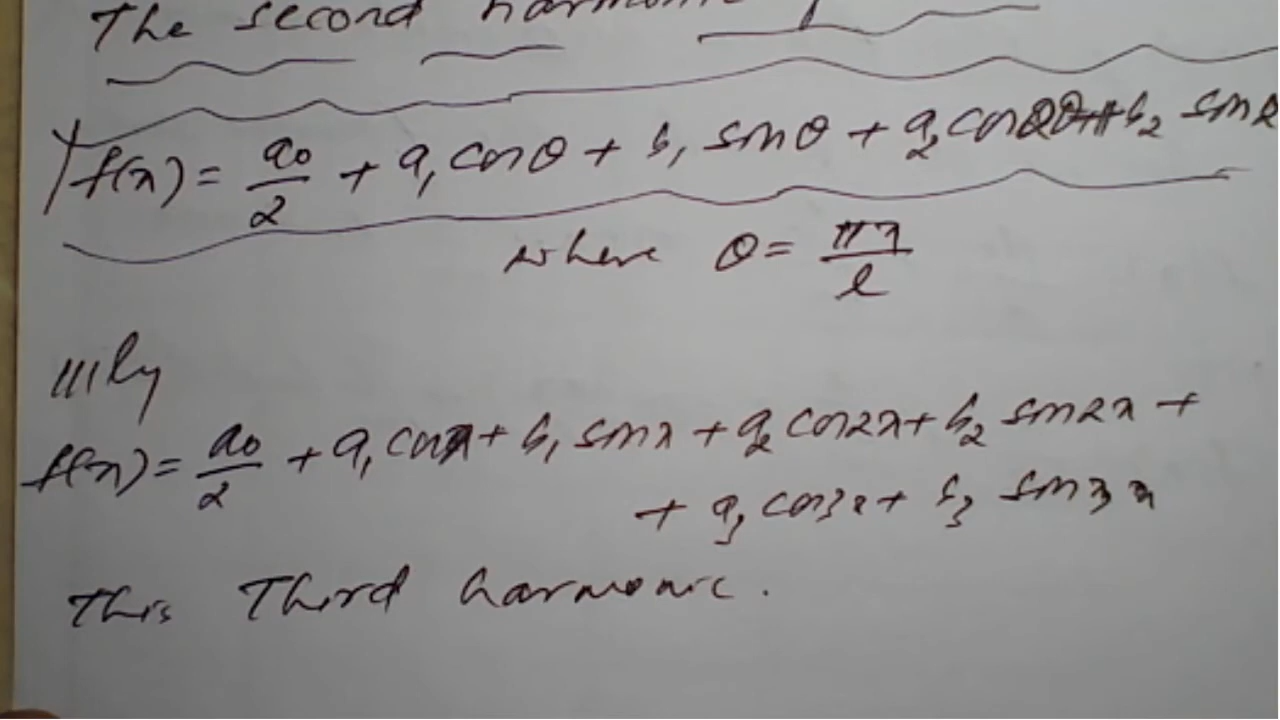 The second harmonic
f(x) = a₀/2 + a₁ cosθ + b₁ sinθ + a₂ cos2θ + b₂ sin2
where θ = πx/l
IIIly
f(x) = a₀/2 + a₁ cosx + b₁ sinx + a₂ cos2x + b₂ sin2x +
+ a₃ cos3x + b₃ sin3x
This Third harmonic.